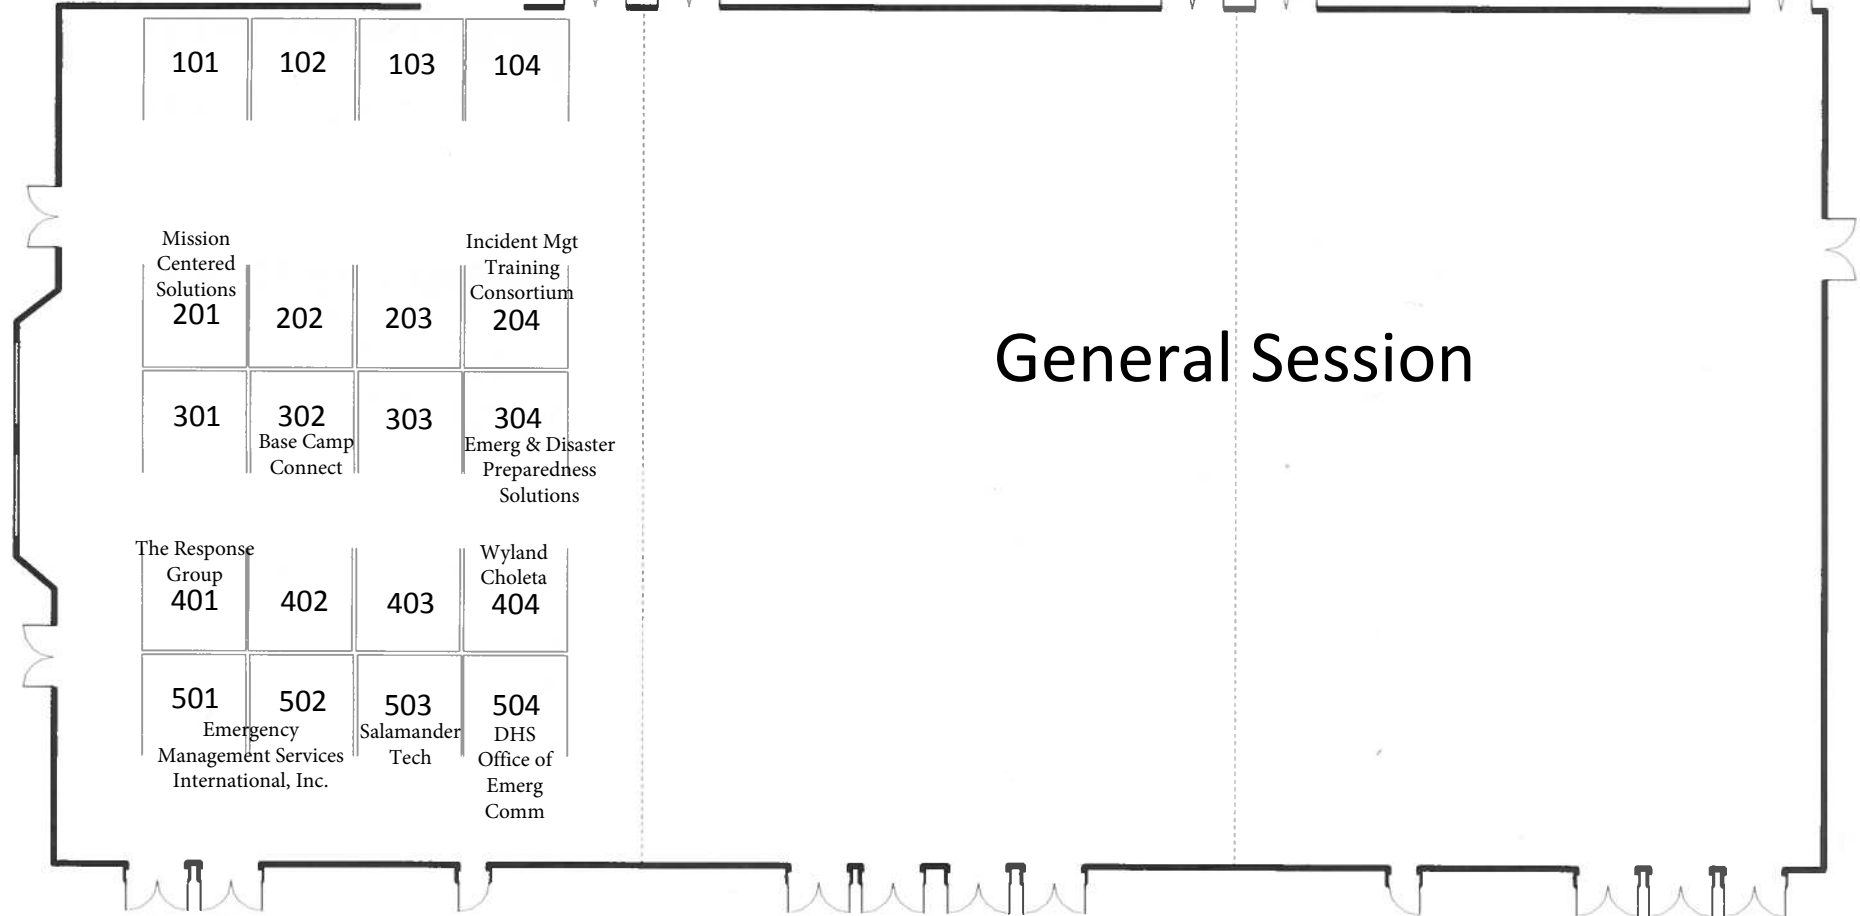 101
102
103
104
Mission
Centered
Solutions
201
202
203
Incident Mgt
Training
Consortium
204
General Session
301
302
Base Camp
Connect
303
304
Emerg & Disaster
Preparedness
Solutions
The Response
Group
401
402
403
Wyland
Choleta
404
501
502
Emergency
Management Services
International, Inc.
503
Salamander
Tech
504
DHS
Office of
Emerg
Comm